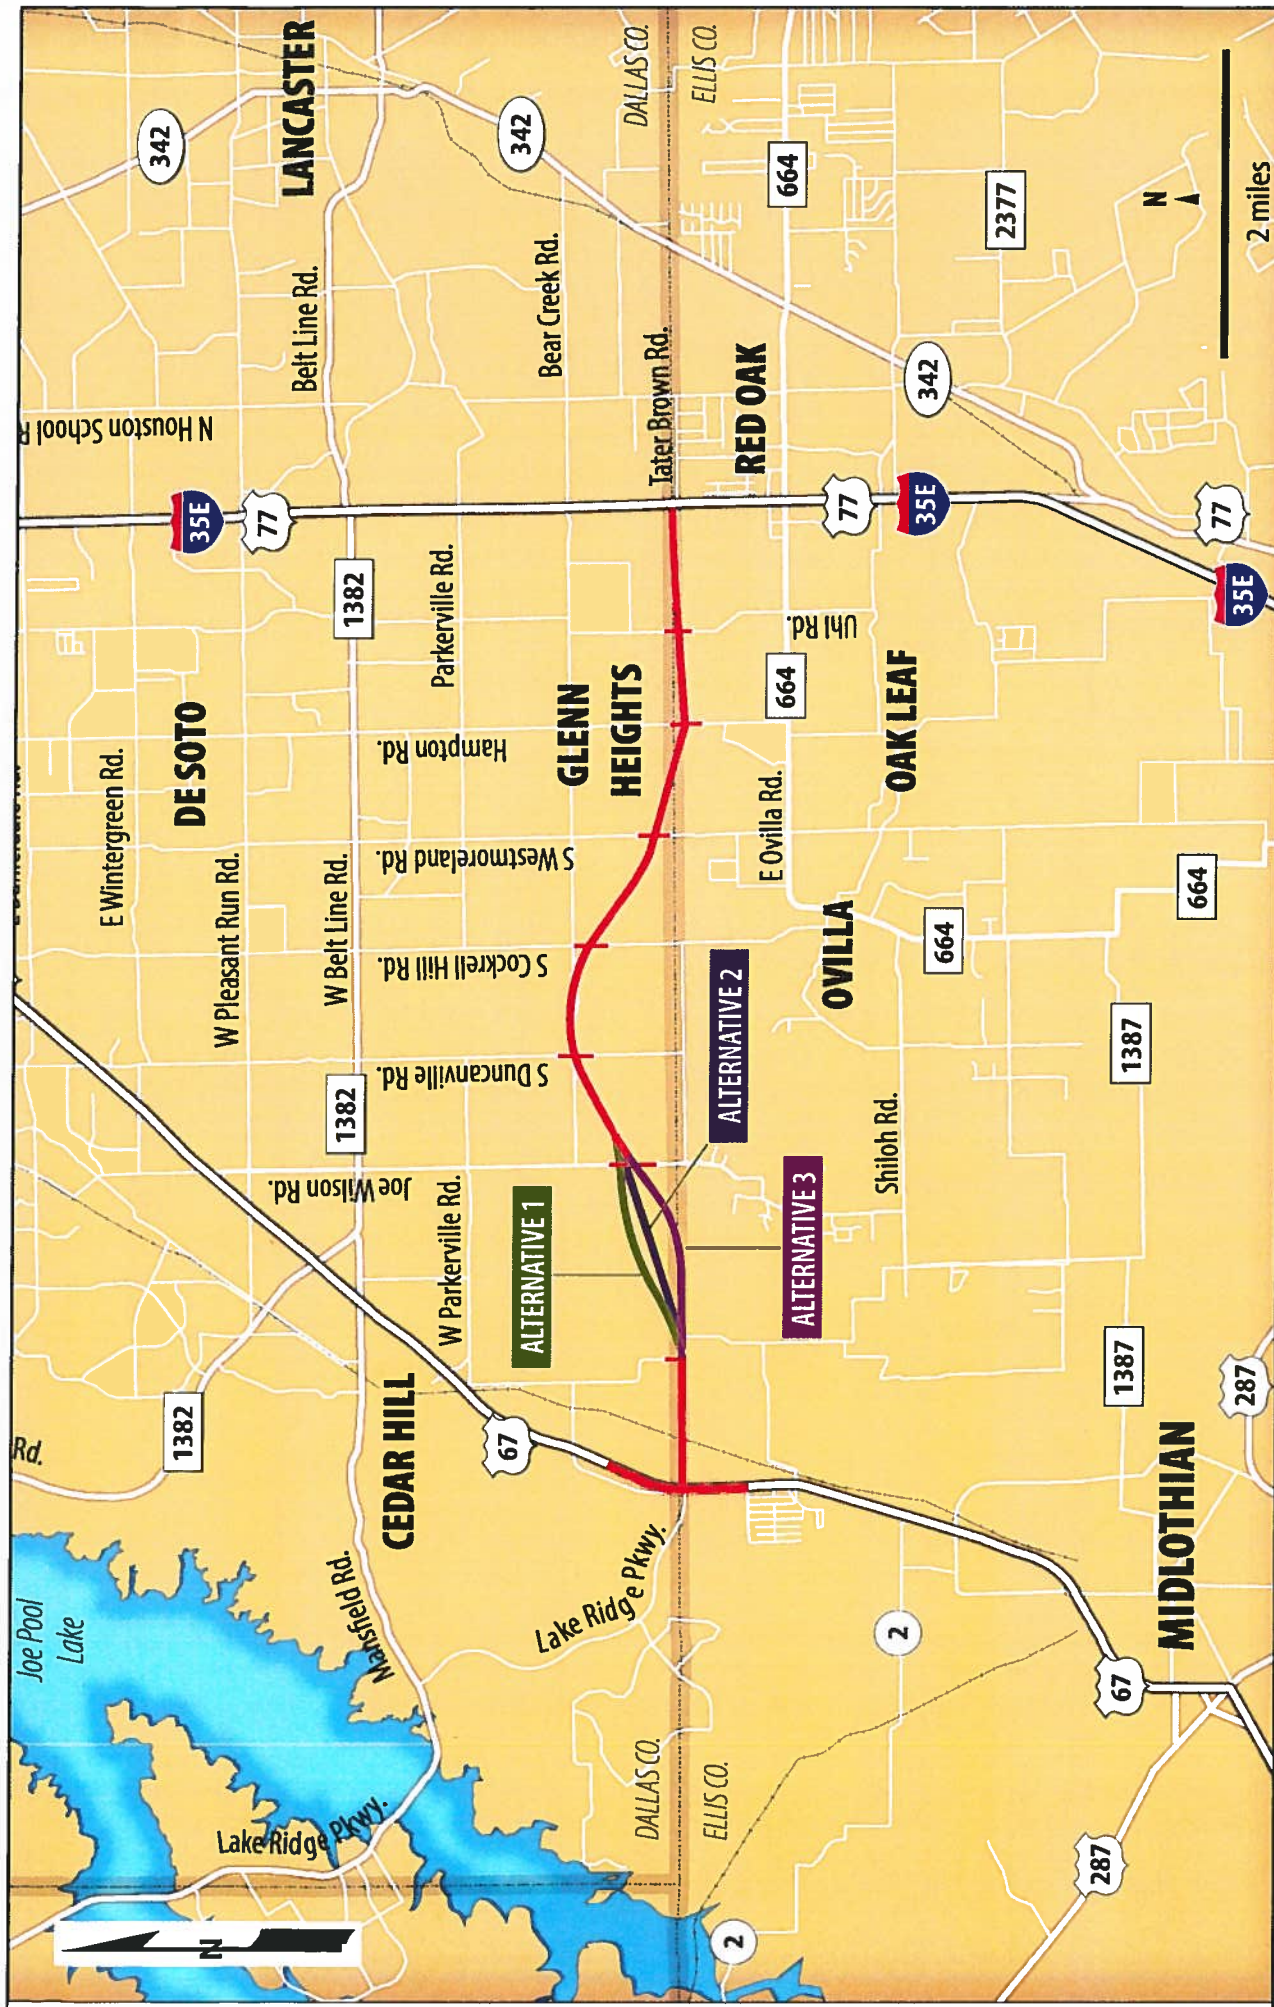 Joe Pool
Lake
Rd.
1382
E Wintergreen Rd.
DESOTO
35E
77
N Houston School R
342
LANCASTER
W Pleasant Run Rd.
Belt Line Rd.
Lake Ridge Pkwy.
Mansfield Rd.
Joe Wilson Rd.
1382
W Belt Line Rd.
1382
CEDAR HILL
W Parkerville Rd.
S Duncanville Rd.
S Cockrell Hill Rd.
S Westmoreland Rd.
Hampton Rd.
Parkerville Rd.
67
ALTERNATIVE 1
GLENN
HEIGHTS
Bear Creek Rd.
342
Lake Ridge Pkwy.
Tater Brown Rd.
DALLAS CO.
ELLIS CO.
DALLAS CO.
ELLIS CO.
ALTERNATIVE 2
ALTERNATIVE 3
RED OAK
2
E Ovilla Rd.
664
Uhl Rd.
664
OVILLA
77
35E
342
2
Shiloh Rd.
664
OAK LEAF
2377
287
67
1387
1387
MIDLOTHIAN
287
664
77
35E
N
N
2 miles